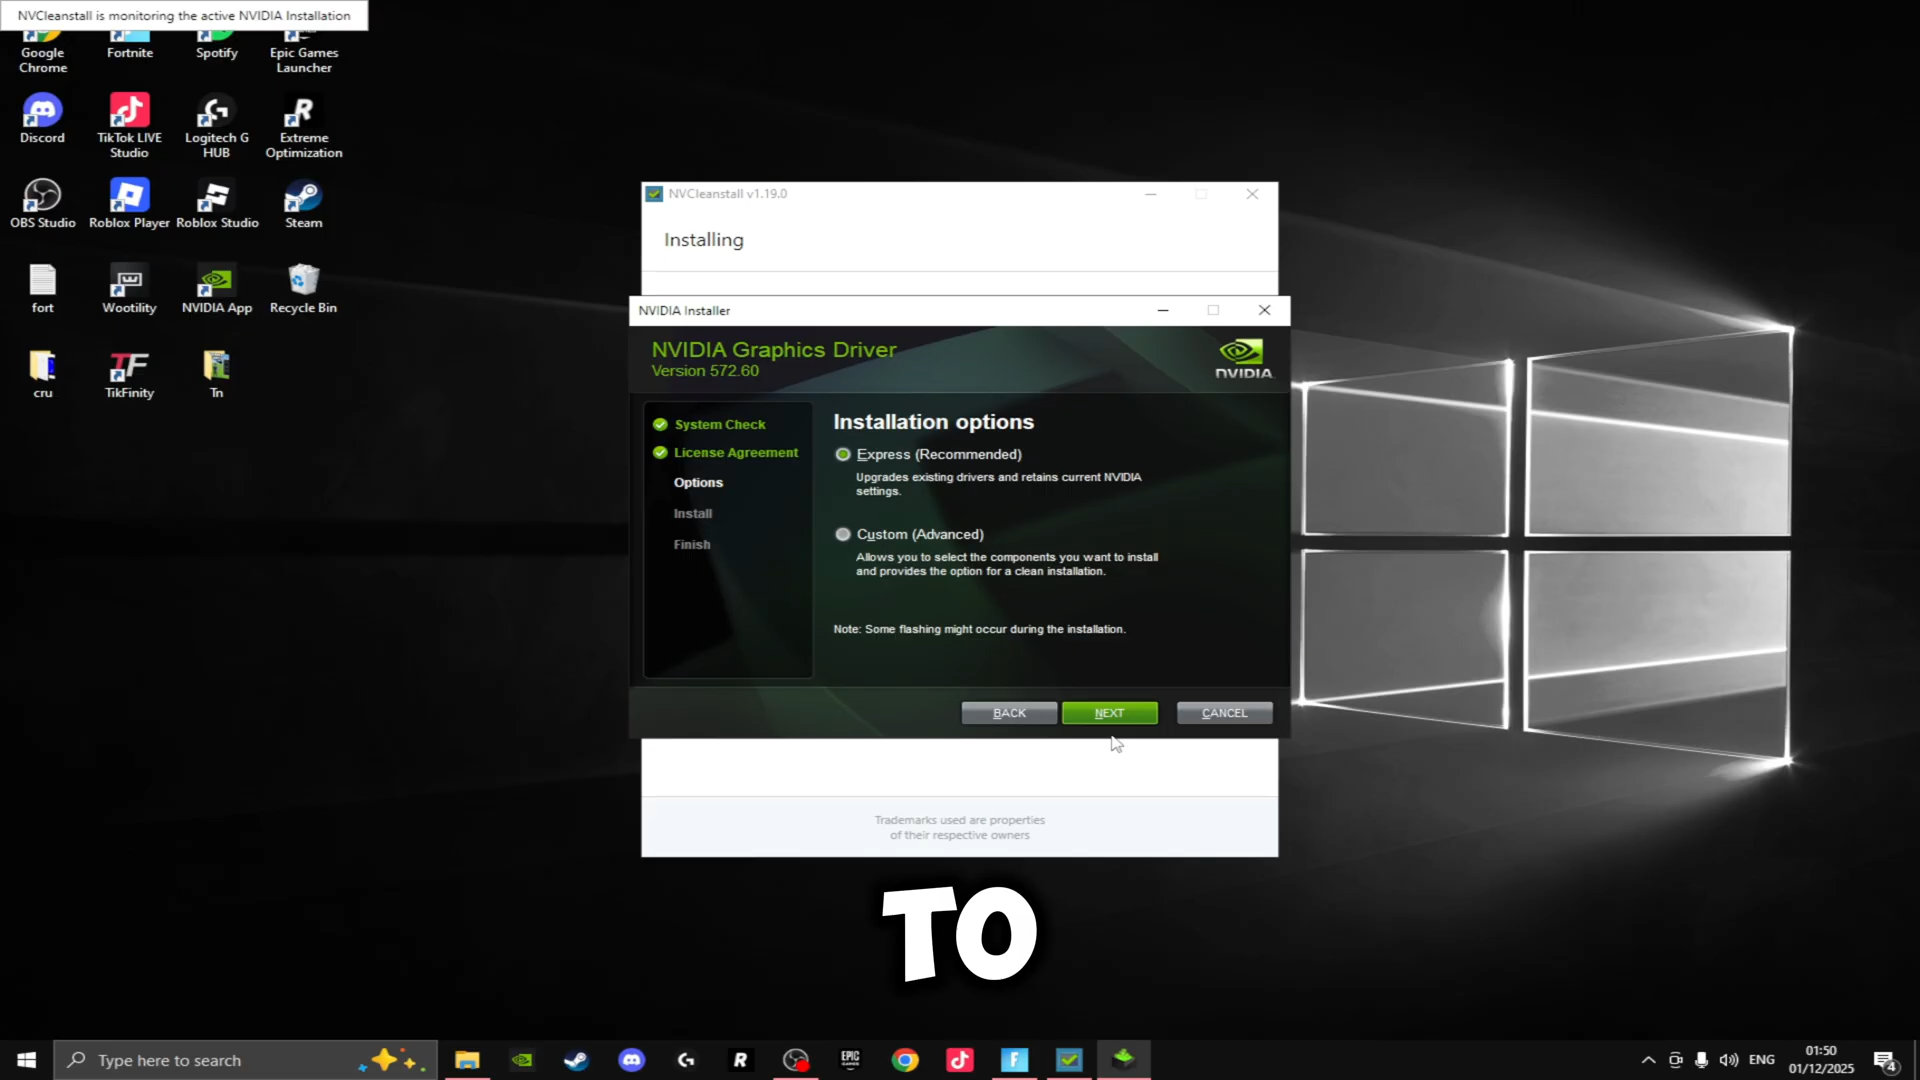 NVCleanstall is monitoring the active NVIDIA Installation
Google
Chrome
Fortnite
Spotify
Epic Games
Launcher
Discord
TikTok LIVE
Studio
Logitech G
HUB
Extreme
Optimization
OBS Studio
Roblox Player
Roblox Studio
Steam
fort
Wootility
NVIDIA App
Recycle Bin
cru
TikFinity
Tn
NVCleanstall v1.19.0
Installing
NVIDIA Installer
NVIDIA Graphics Driver
Version 572.60
NVIDIA
System Check
License Agreement
Options
Install
Finish
Installation options
Express (Recommended)
Upgrades existing drivers and retains current NVIDIA
settings.
Custom (Advanced)
Allows you to select the components you want to install
and provides the option for a clean installation.
Note: Some flashing might occur during the installation.
BACK
NEXT
CANCEL
Trademarks used are properties
of their respective owners
TO
Type here to search
EPIC
GAMES
ENG
01:50
01/12/2025
4